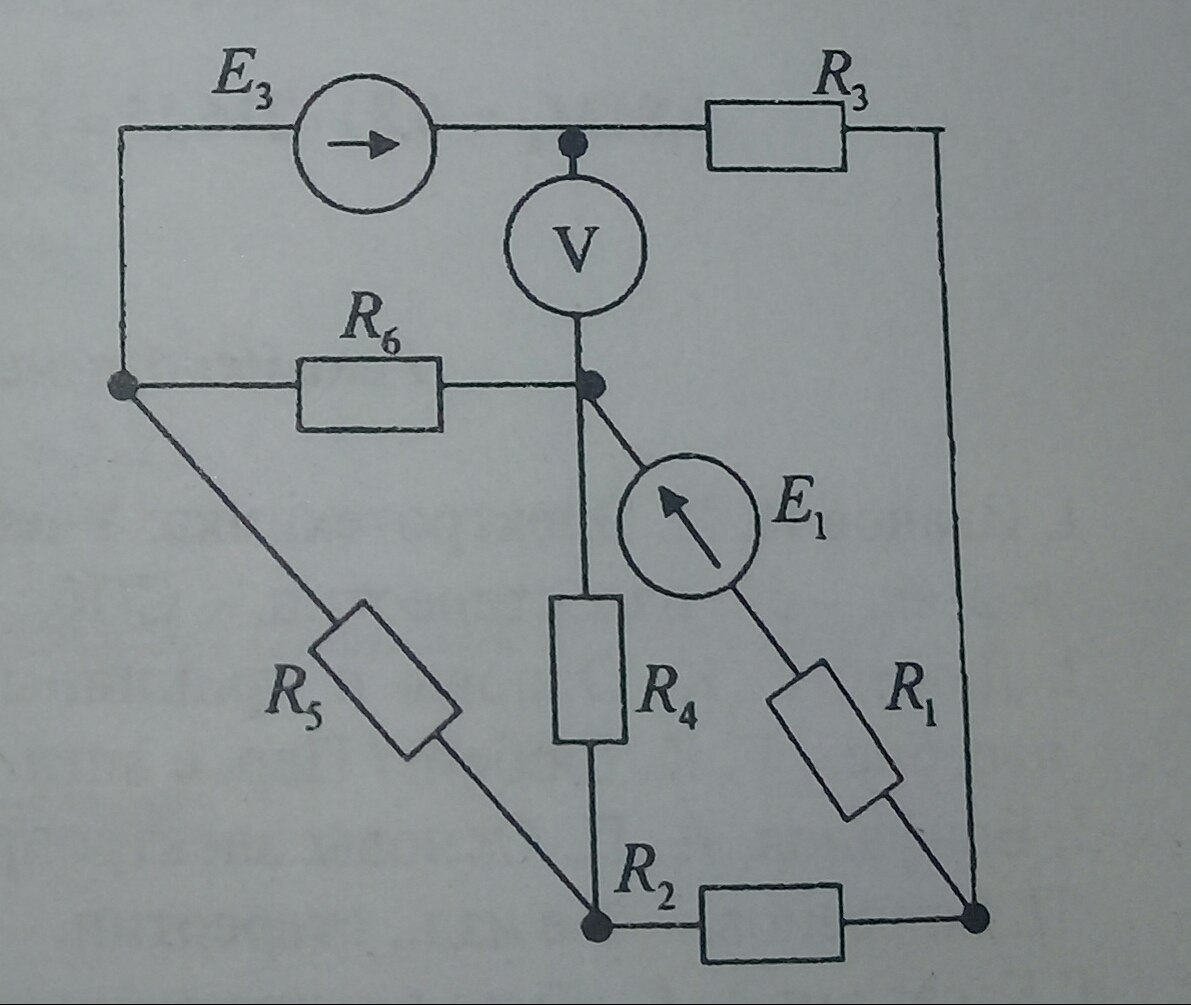 E₃
R₃
V
R₆
E₁
R₅
R₄
R₁
R₂